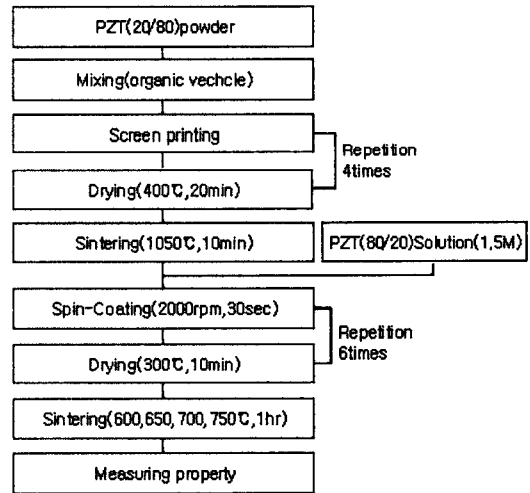 PZT(20/80)powder
Mixing(organic vechcle)
Screen printing
Repetition
4times
Drying(400℃,20min)
Sintering(1050℃,10min)
PZT(80/20)Solution(1,5M)
Spin-Coating(2000rpm,30sec)
Repetition
6times
Drying(300℃,10min)
Sintering(600,650,700,750℃,1hr)
Measuring property